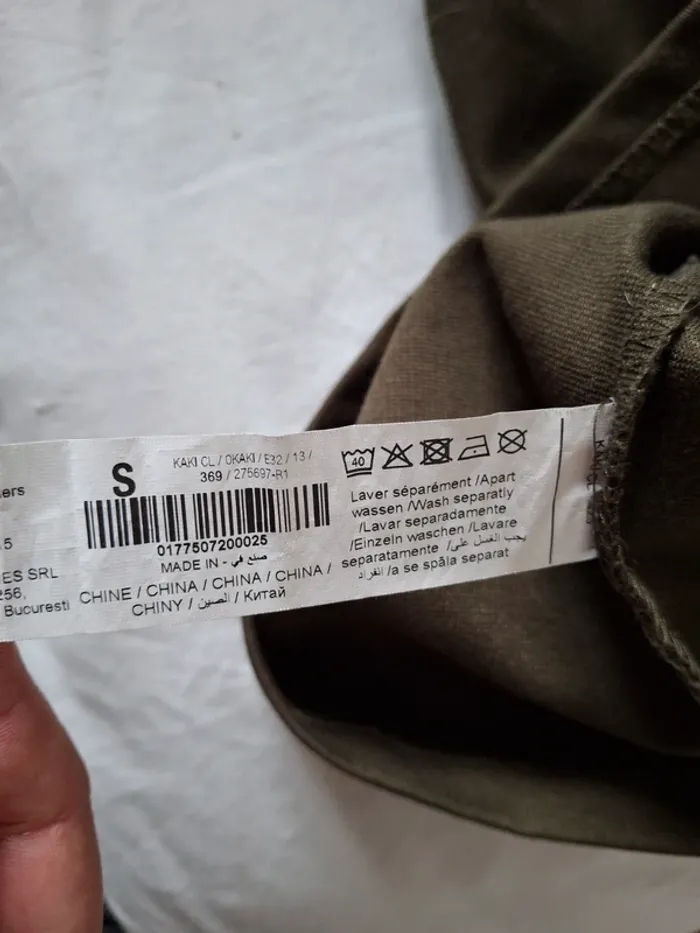 ers
5
ES SRL
256,
Bucuresti
S
KAKI CL / OKAKI / E32 / 13 /
369 / 275697-R1
0177507200025
MADE IN - صنع في
CHINE / CHINA / CHINA / CHINA /
CHINY / الصين / Китай
40
Laver séparément /Apart
wassen /Wash separatly
/Lavar separadamente
/Einzeln waschen /Lavare
separatamente / يجب الغسل على
انفراد /a se spăla separat